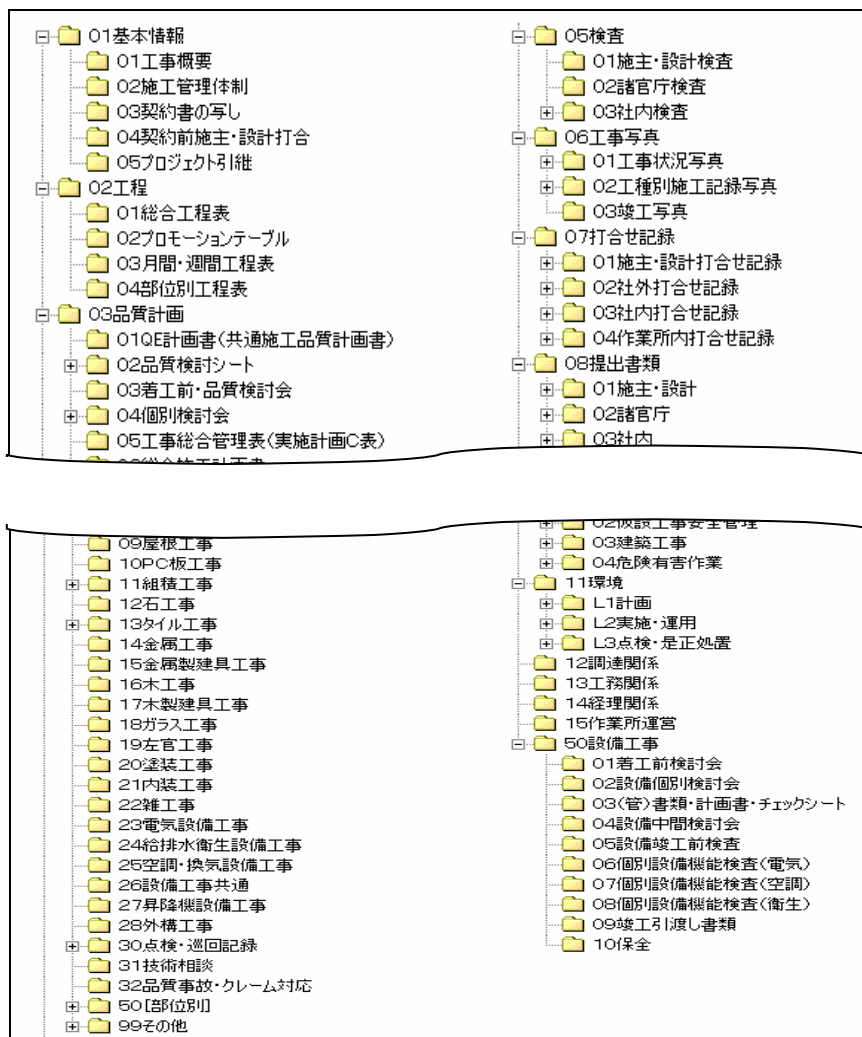 01基本情報
01工事概要
02施工管理体制
03契約書の写し
04契約前施主・設計打合
05プロジェクト引継
02工程
01総合工程表
02プロモーションテーブル
03月間・週間工程表
04部位別工程表
03品質計画
01QE計画書(共通施工品質計画書)
02品質検討シート
03着工前・品質検討会
04個別検討会
05工事総合管理表(実施計画C表)
05検査
01施主・設計検査
02諸官庁検査
03社内検査
06工事写真
01工事状況写真
02工種別施工記録写真
03竣工写真
07打合せ記録
01施主・設計打合せ記録
02社外打合せ記録
03社内打合せ記録
04作業所内打合せ記録
08提出書類
01施主・設計
02諸官庁
03社内
09屋根工事
10PC板工事
11組積工事
12石工事
13タイル工事
14金属工事
15金属製建具工事
16木工事
17木製建具工事
18ガラス工事
19左官工事
20塗装工事
21内装工事
22雑工事
23電気設備工事
24給排水衛生設備工事
25空調・換気設備工事
26設備工事共通
27昇降機設備工事
28外構工事
30点検・巡回記録
31技術相談
32品質事故・クレーム対応
50[部位別]
99その他
02仮設工事安全管理
03建築工事
04危険有害作業
11環境
L1計画
L2実施・運用
L3点検・是正処置
12調達関係
13工務関係
14経理関係
15作業所運営
50設備工事
01着工前検討会
02設備個別検討会
03(管)書類・計画書・チェックシート
04設備中間検討会
05設備竣工前検査
06個別設備機能検査(電気)
07個別設備機能検査(空調)
08個別設備機能検査(衛生)
09竣工引渡し書類
10保全